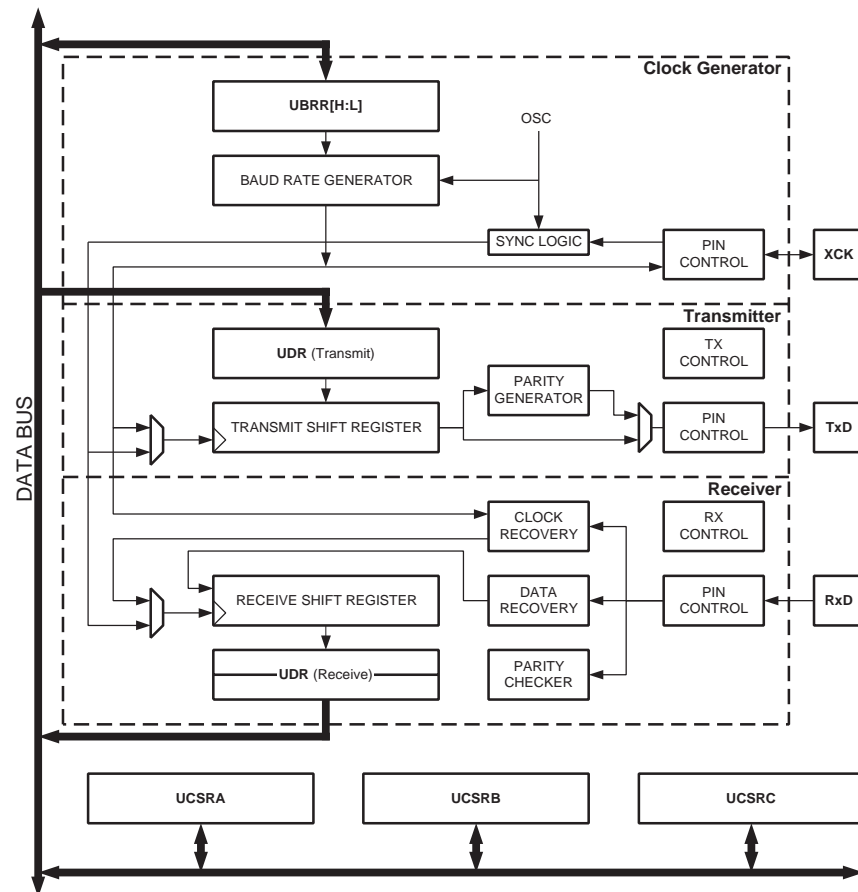 Clock Generator
UBRR[H:L]
OSC
BAUD RATE GENERATOR
SYNC LOGIC
PIN
CONTROL
XCK
DATA BUS
Transmitter
UDR (Transmit)
TX
CONTROL
PARITY
GENERATOR
TRANSMIT SHIFT REGISTER
PIN
CONTROL
TxD
Receiver
CLOCK
RECOVERY
RX
CONTROL
RECEIVE SHIFT REGISTER
DATA
RECOVERY
PIN
CONTROL
RxD
UDR (Receive)
PARITY
CHECKER
UCSRA
UCSRB
UCSRC